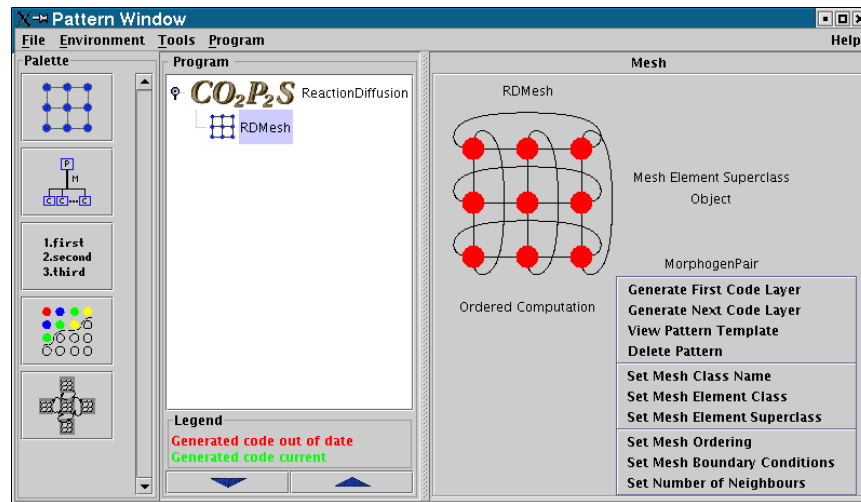 Pattern Window
File Environment Tools Program Help
Palette
P
M
C C ... C
1.first
2.second
3.third
Program
CO2P2S ReactionDiffusion
RDMesh
Legend
Generated code out of date
Generated code current
Mesh
RDMesh
Mesh Element Superclass
Object
MorphogenPair
Ordered Computation
Generate First Code Layer
Generate Next Code Layer
View Pattern Template
Delete Pattern
Set Mesh Class Name
Set Mesh Element Class
Set Mesh Element Superclass
Set Mesh Ordering
Set Mesh Boundary Conditions
Set Number of Neighbours